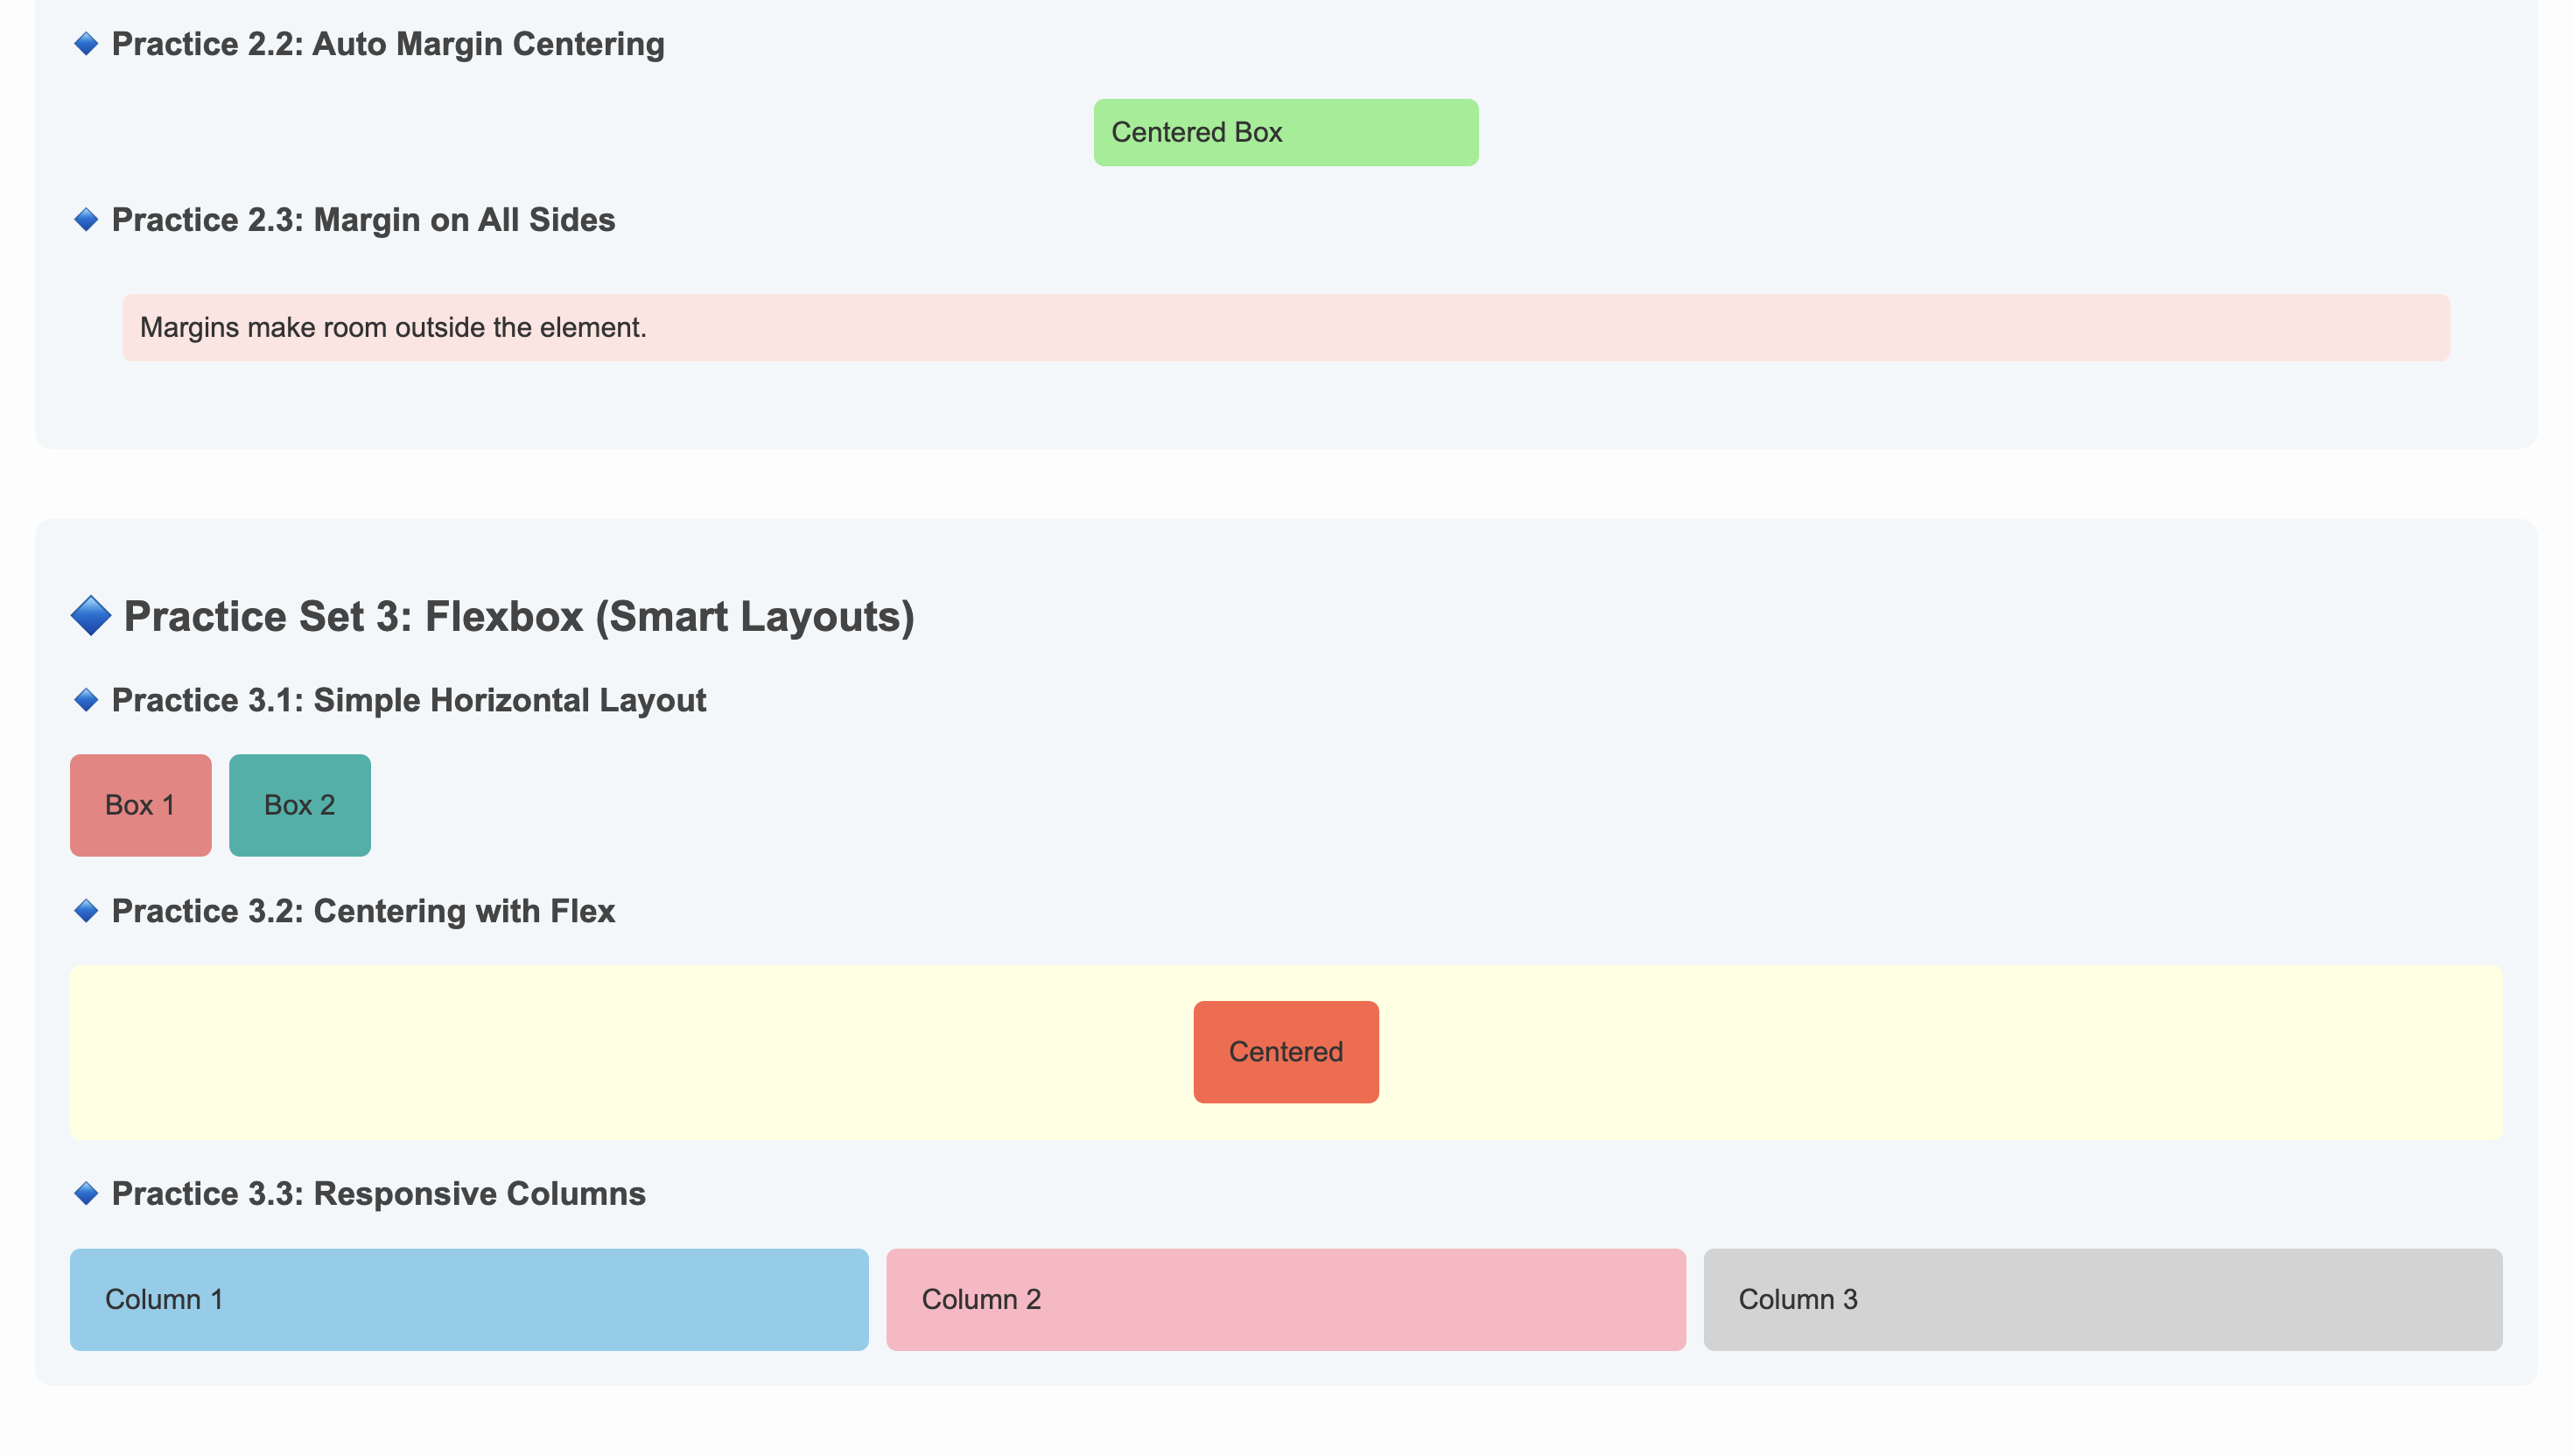 🔹 Practice 2.2: Auto Margin Centering
Centered Box
🔹 Practice 2.3: Margin on All Sides
Margins make room outside the element.
🔷 Practice Set 3: Flexbox (Smart Layouts)
🔹 Practice 3.1: Simple Horizontal Layout
Box 1 Box 2
🔹 Practice 3.2: Centering with Flex
Centered
🔹 Practice 3.3: Responsive Columns
Column 1 Column 2 Column 3